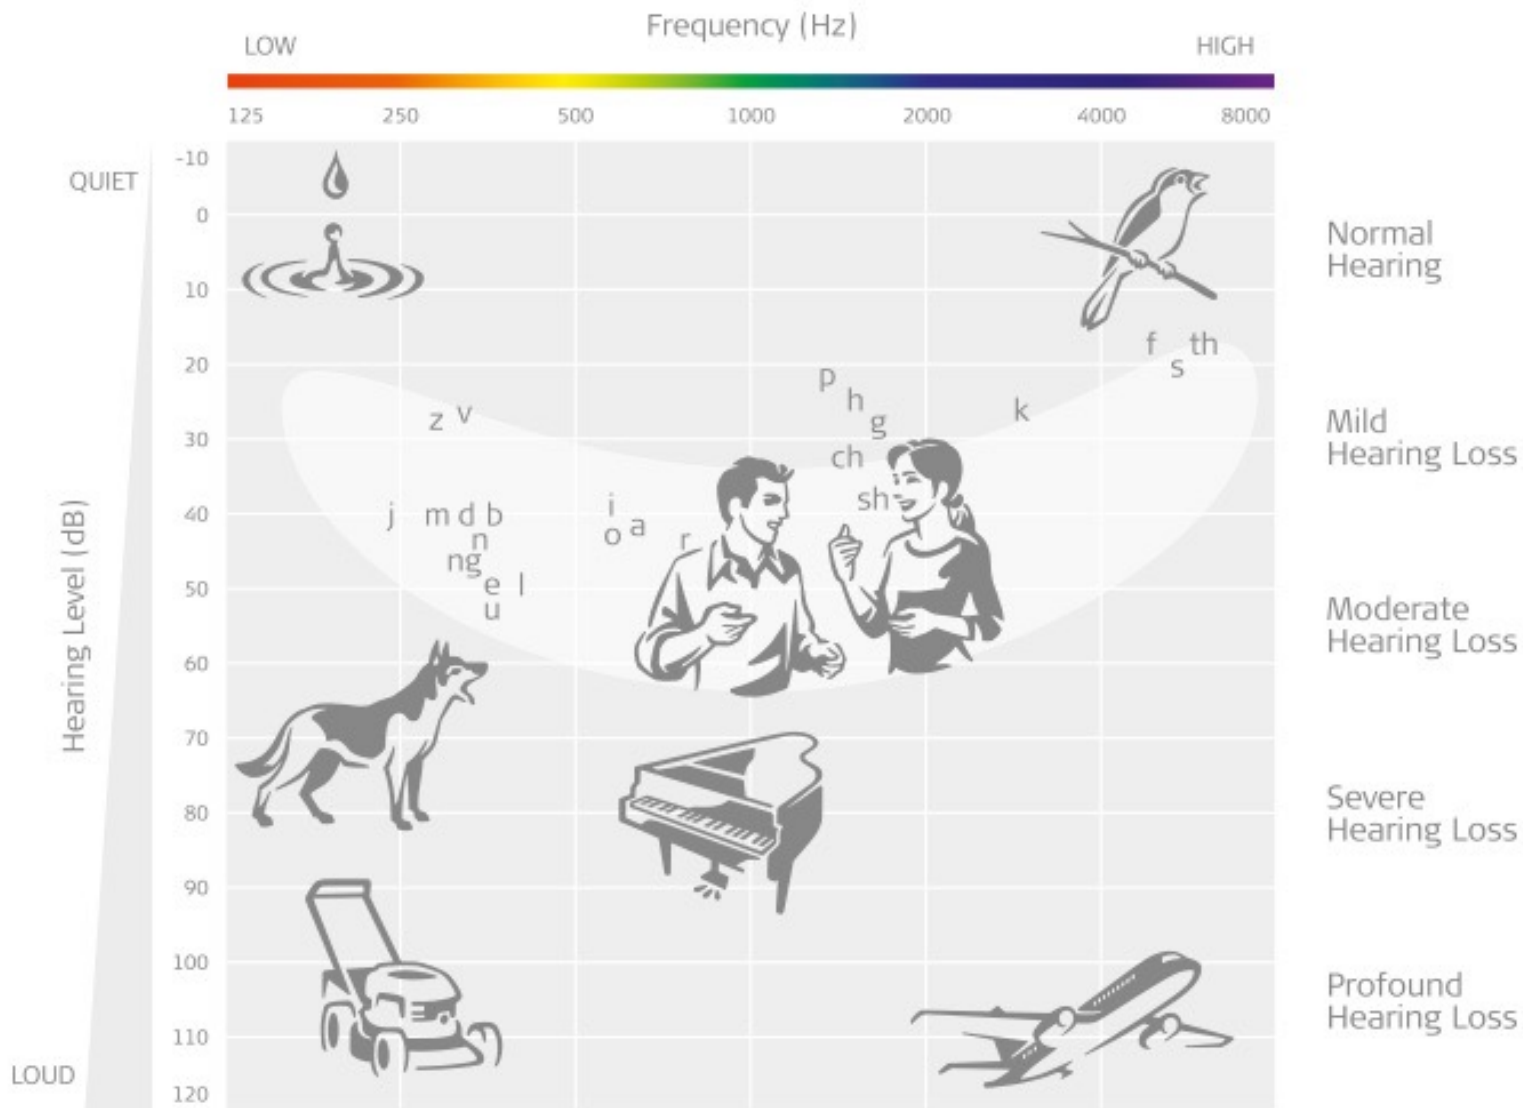 Frequency (Hz)
LOW
HIGH
125 250 500 1000 2000 4000 8000
QUIET
-10
0
10
20
30
40
50
60
70
80
90
100
110
120
LOUD
Hearing Level (dB)
Normal
Hearing
Mild
Hearing Loss
Moderate
Hearing Loss
Severe
Hearing Loss
Profound
Hearing Loss
f th
s
p
h
g
k
z v
ch
sh
j m d b
n
ng
e l
u
i
o a
r